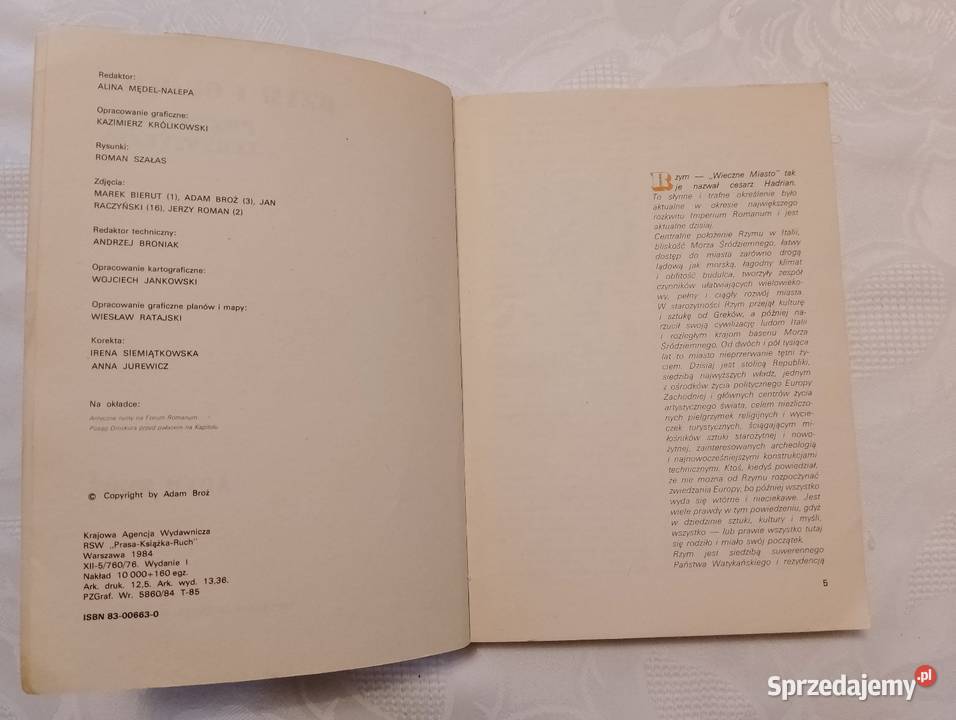 Redaktor:
ALINA MĘDEL-NALEPA
Opracowanie graficzne:
KAZIMIERZ KRÓLIKOWSKI
Rysunki:
ROMAN SZAŁAS
Zdjęcia:
MAREK BIERUT (1), ADAM BROŻ (3), JAN
RACZYŃSKI (16), JERZY ROMAN (2)
Redaktor techniczny:
ANDRZEJ BRONIAK
Opracowanie kartograficzne:
WOJCIECH JANKOWSKI
Opracowanie graficzne planów i mapy:
WIESŁAW RATAJSKI
Korekta:
IRENA SIEMIĄTKOWSKA
ANNA JUREWICZ
Na okładce:
Antyczne ruiny na Forum Romanum
Posąg Dioskura przed pałacem na Kapitolu
© Copyright by Adam Broż
Krajowa Agencja Wydawnicza
RSW „Prasa-Książka-Ruch"
Warszawa 1984
XII-5/760/76. Wydanie I
Nakład 10 000+160 egz.
Ark. druk. 12,5. Ark. wyd. 13,36.
PZGraf. Wr. 5860/84 T-85
ISBN 83-00663-0
Rzym — „Wieczne Miasto" tak
je nazwał cesarz Hadrian.
To słynne i trafne określenie było
aktualne w okresie największego
rozkwitu Imperium Romanum i jest
aktualne dzisiaj.
Centralne położenie Rzymu w Italii,
bliskość Morza Śródziemnego, łatwy
dostęp do miasta zarówno drogą
lądową jak morską, łagodny klimat
i obfitość budulca, tworzyły zespół
czynników ułatwiających wielowieko-
wy, pełny i ciągły rozwój miasta.
W starożytności Rzym przejął kulturę
i sztukę od Greków, a później na-
rzucił swoją cywilizację ludom Italii
i rozległym krajom basenu Morza
Śródziemnego. Od dwóch i pół tysiąca
lat to miasto nieprzerwanie tętni ży-
ciem. Dzisiaj jest stolicą Republiki,
siedzibą najwyższych władz, jednym
z ośrodków życia politycznego Europy
Zachodniej i głównych centrów życia
artystycznego świata, celem niezliczo-
nych pielgrzymek religijnych i wycie-
czek turystycznych, ściągającym mi-
łośników sztuki starożytnej i nowo-
żytnej, zainteresowanych archeologią
i najnowocześniejszymi konstrukcjami
technicznymi. Ktoś, kiedyś powiedział,
że nie można od Rzymu rozpoczynać
zwiedzania Europy, bo później wszystko
wyda się wtórne i nieciekawe. Jest
wiele prawdy w tym powiedzeniu, gdyż
w dziedzinie sztuki, kultury i myśli,
wszystko — lub prawie wszystko tutaj
się rodziło i miało swój początek.
Rzym jest siedzibą suwerennego
Państwa Watykańskiego i rezydencją
5
Sprzedajemy.pl